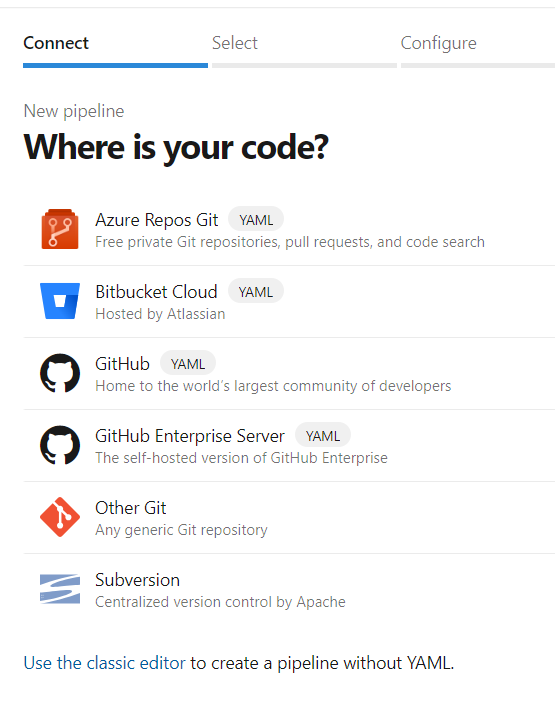 Connect Select Configure
New pipeline
Where is your code?
Azure Repos Git YAML
Free private Git repositories, pull requests, and code search
Bitbucket Cloud YAML
Hosted by Atlassian
GitHub YAML
Home to the world's largest community of developers
GitHub Enterprise Server YAML
The self-hosted version of GitHub Enterprise
Other Git
Any generic Git repository
Subversion
Centralized version control by Apache
Use the classic editor to create a pipeline without YAML.